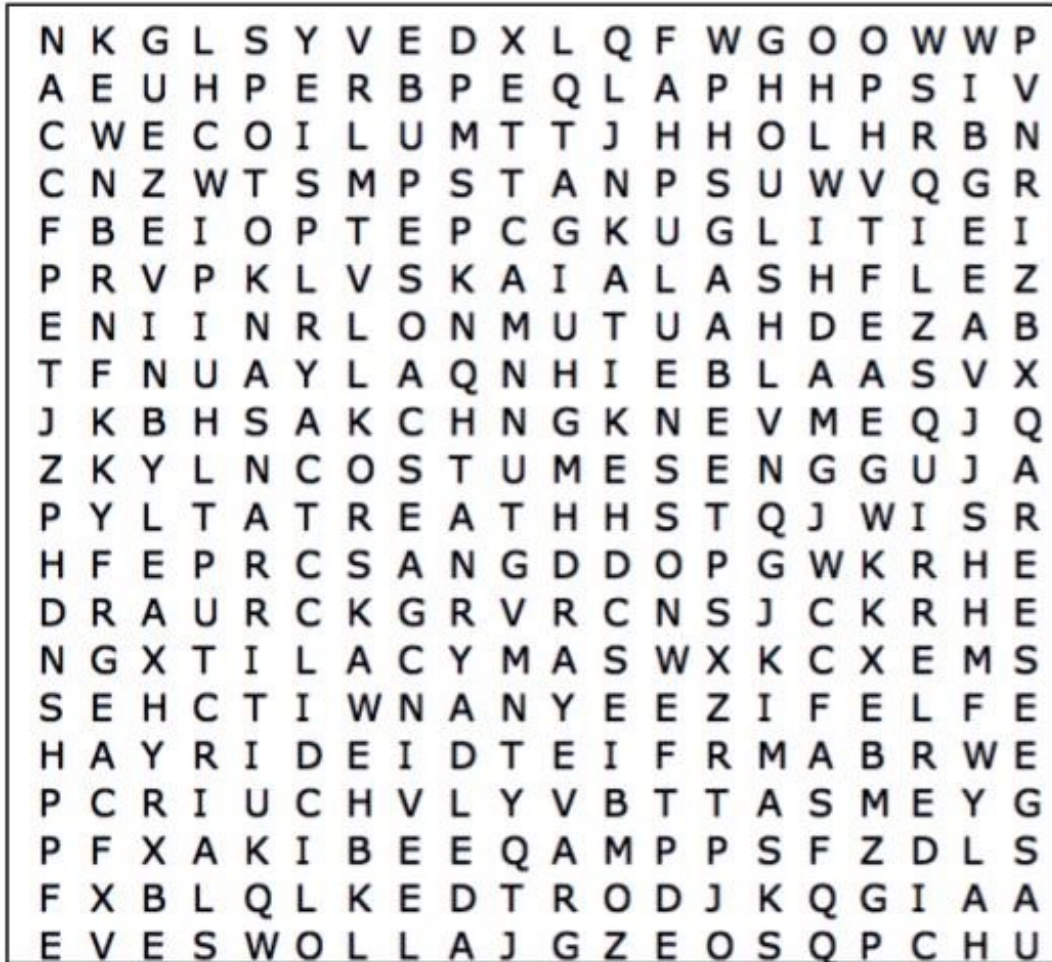 N K G L S Y V E D X L Q F W G O O W W P
A E U H P E R B P E Q L A P H H P S I V
C W E C O I L U M T T J H H O L H R B N
C N Z W T S M P S T A N P S U W V Q G R
F B E I O P T E P C G K U G L I T I E I
P R V P K L V S K A I A L A S H F L E Z
E N I I N R L O N M U T U A H D E Z A B
T F N U A Y L A Q N H I E B L A A S V X
J K B H S A K C H N G K N E V M E Q J Q
Z K Y L N C O S T U M E S E N G G U J A
P Y L T A T R E A T H H S T Q J W I S R
H F E P R C S A N G D D O P G W K R H E
D R A U R C K G R V R C N S J C K R H E
N G X T I L A C Y M A S W X K C X E M S
S E H C T I W N A N Y E E Z I F E L F E
H A Y R I D E I D T E I F R M A B R W E
P C R I U C H V L Y V B T T A S M E Y G
P F X A K I B E E Q A M P P S F Z D L S
F X B L Q L K E D T R O D J K Q G I A A
E V E S W O L L A J G Z E O S Q P C H U